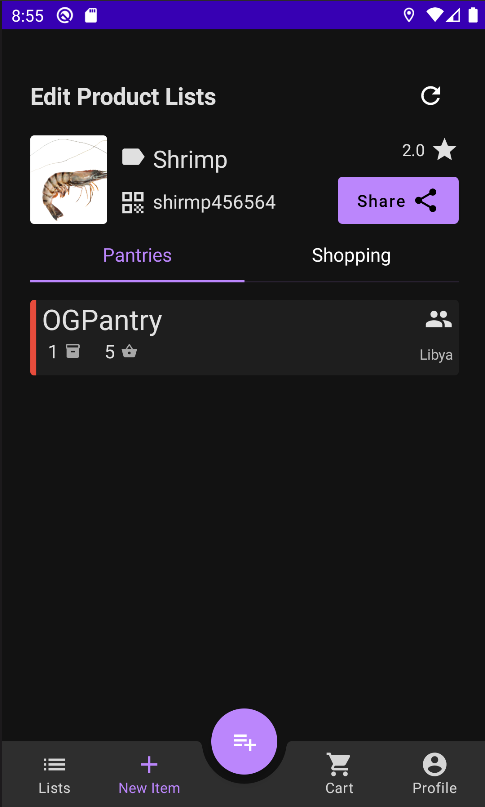 8:55
Edit Product Lists
Shrimp
2.0
shirmp456564
Share
Pantries
Shopping
OGPantry
1
5
Libya
Lists
New Item
Cart
Profile